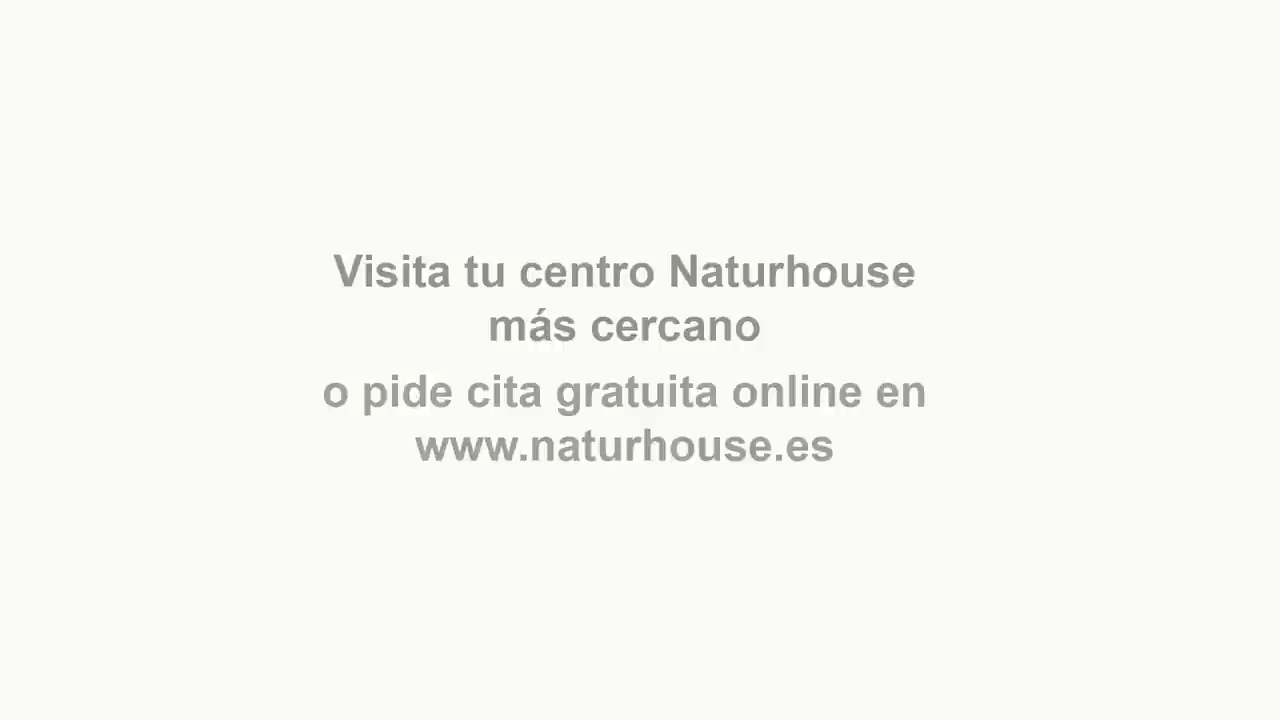 Visita tu centro Naturhouse
más cercano
o pide cita gratuita online en
www.naturhouse.es